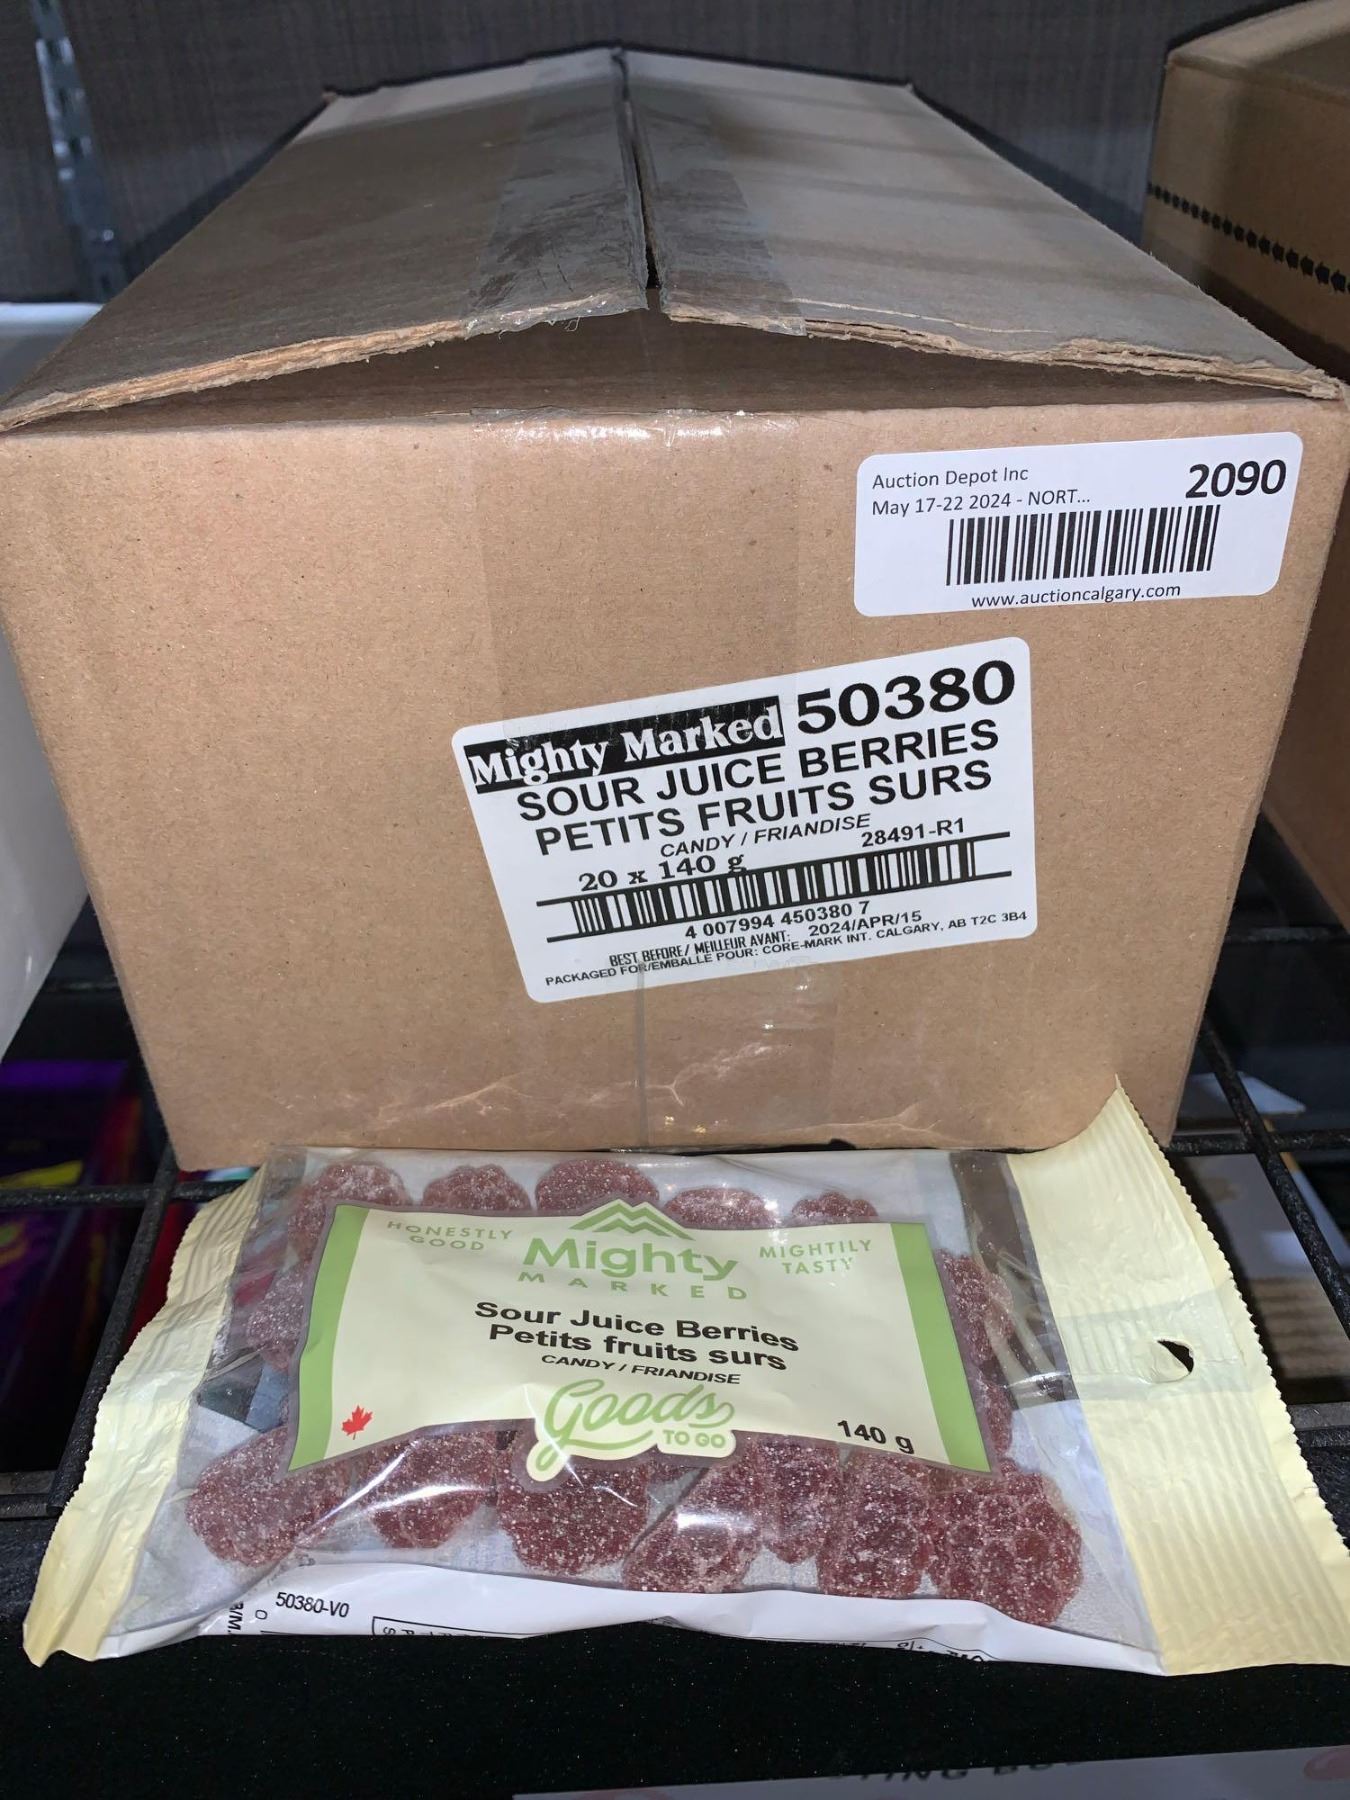 Auction Depot Inc
2090
May 17-22 2024 - NORT...
www.auctioncalgary.com
Mighty Marked 50380
SOUR JUICE BERRIES
PETITS FRUITS SURS
CANDY / FRIANDISE
20 x 140 g
28491-R1
4 007994 450380 7
BEST BEFORE/ MEILLEUR AVANT: 2024/APR/15
PACKAGED FOR/EMBALLE POUR: CORE-MARK INT. CALGARY, AB T2C 3B4
HONESTLY
GOOD
Mighty
MARKED
MIGHTILY
TASTY
Sour Juice Berries
Petits fruits surs
CANDY / FRIANDISE
Goods
TO GO
140 g
50380-V0